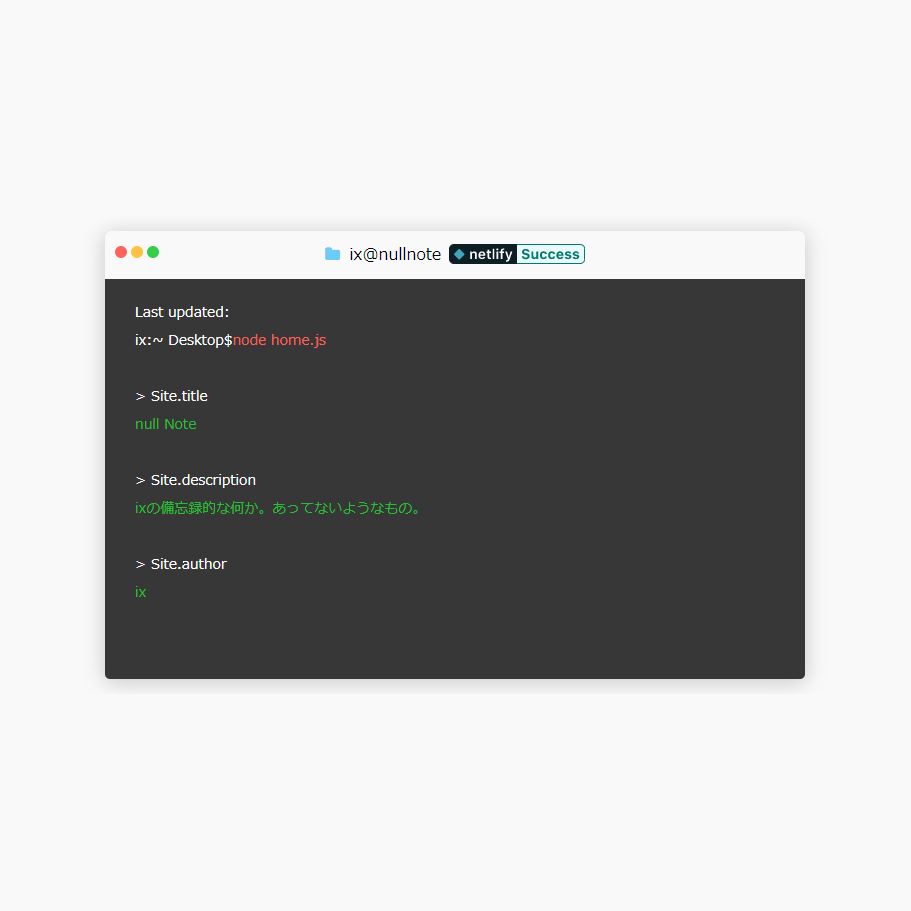 ix@nullnote netlify Success
Last updated:
ix:~ Desktop$node home.js
> Site.title
null Note
> Site.description
ixの備忘録的な何か。あってないようなもの。
> Site.author
ix